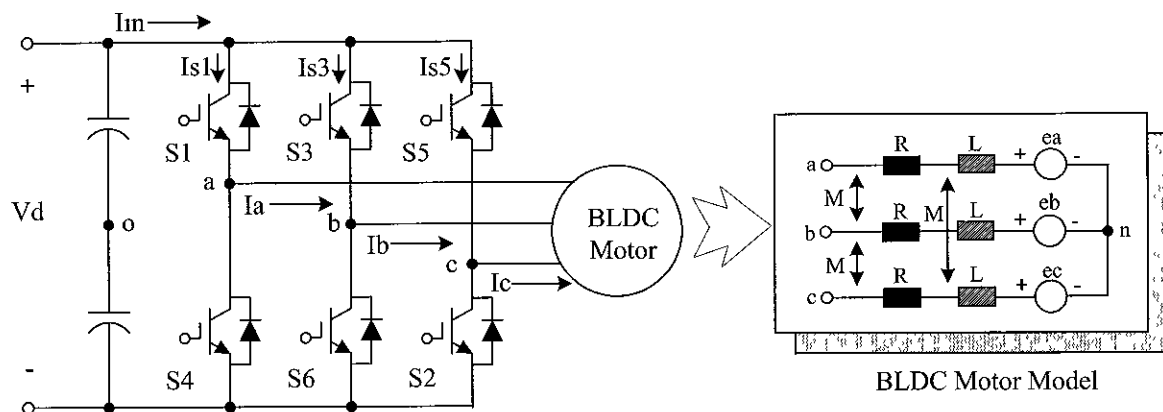 Iin
Is1
Is3
Is5
+
S1
S3
S5
a
Vd
o
Ia
b
Ib
c
Ic
BLDC
Motor
-
S4
S6
S2
R
L
ea
a
+
-
M
R
M
L
eb
b
+
-
n
M
R
L
ec
c
+
-
BLDC Motor Model